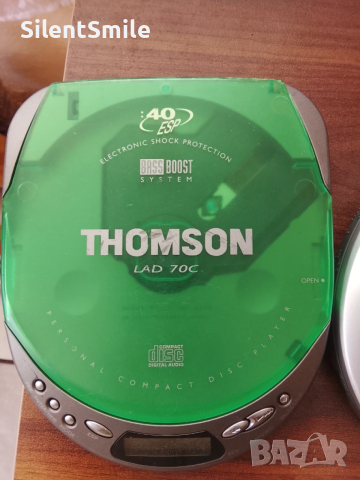 SilentSmile
:40
ESP
ELECTRONIC SHOCK PROTECTION
BASS BOOST
SYSTEM
THOMSON
LAD 70C
OPEN
PERSONAL COMPACT DISC PLAYER
COMPACT
disc
DIGITAL AUDIO
BAZAR
bg